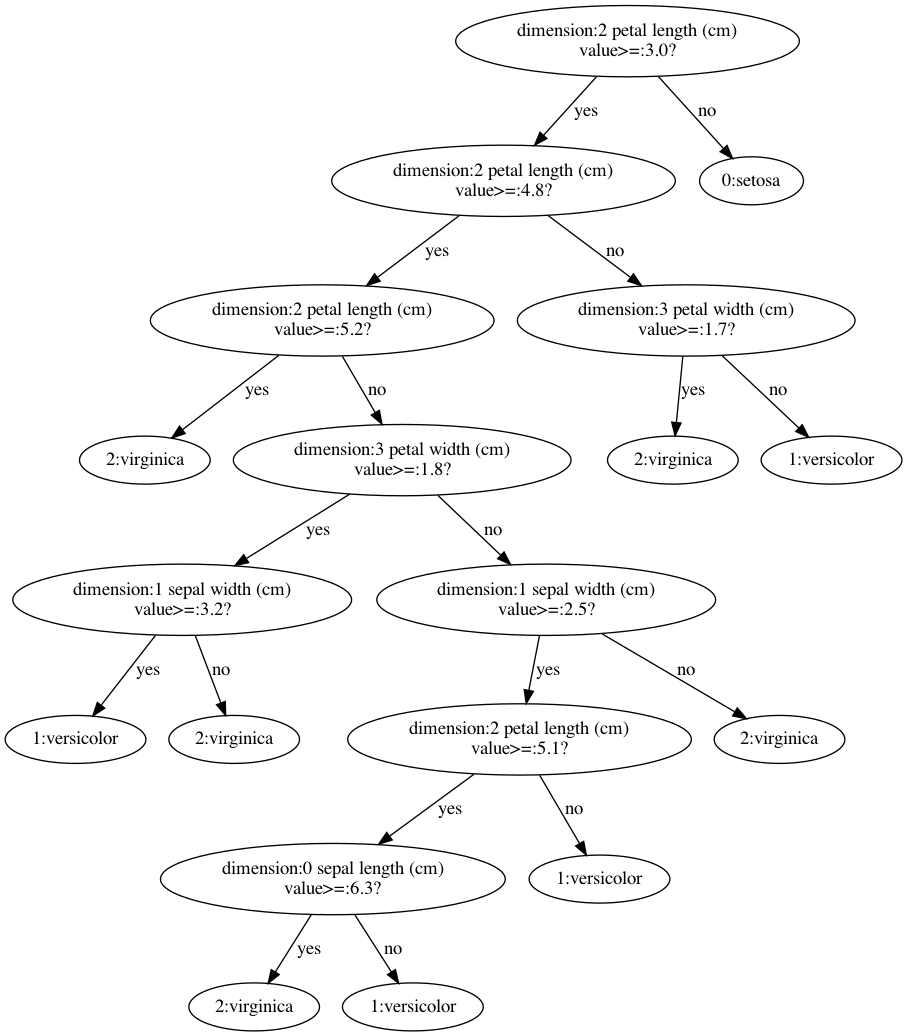 dimension:2 petal length (cm)
value>=:3.0?
yes
no
dimension:2 petal length (cm)
value>=:4.8?
0:setosa
yes
no
dimension:2 petal length (cm)
value>=:5.2?
dimension:3 petal width (cm)
value>=:1.7?
yes
no
yes
no
2:virginica
dimension:3 petal width (cm)
value>=:1.8?
2:virginica
1:versicolor
yes
no
dimension:1 sepal width (cm)
value>=:3.2?
dimension:1 sepal width (cm)
value>=:2.5?
yes
no
yes
no
1:versicolor
2:virginica
dimension:2 petal length (cm)
value>=:5.1?
2:virginica
yes
no
dimension:0 sepal length (cm)
value>=:6.3?
1:versicolor
yes
no
2:virginica
1:versicolor